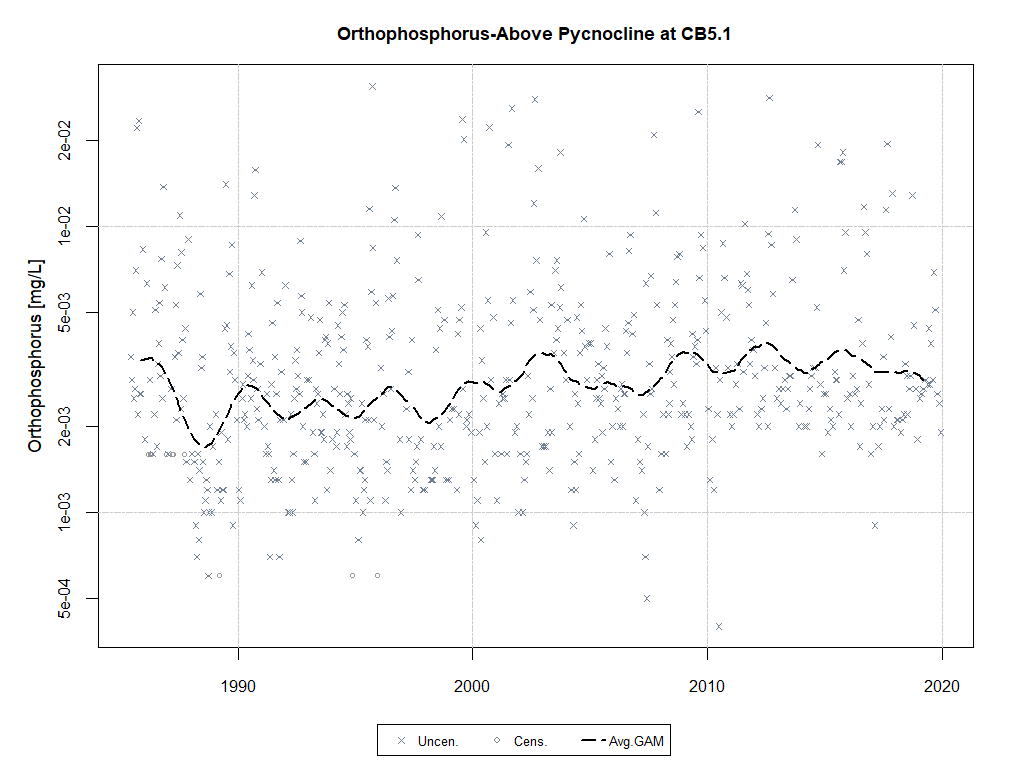 Orthophosphorus-Above Pycnocline at CB5.1
Orthophosphorus [mg/L]
2e-02
1e-02
5e-03
2e-03
1e-03
5e-04
1990 2000 2010 2020
Uncen. Cens. Avg.GAM